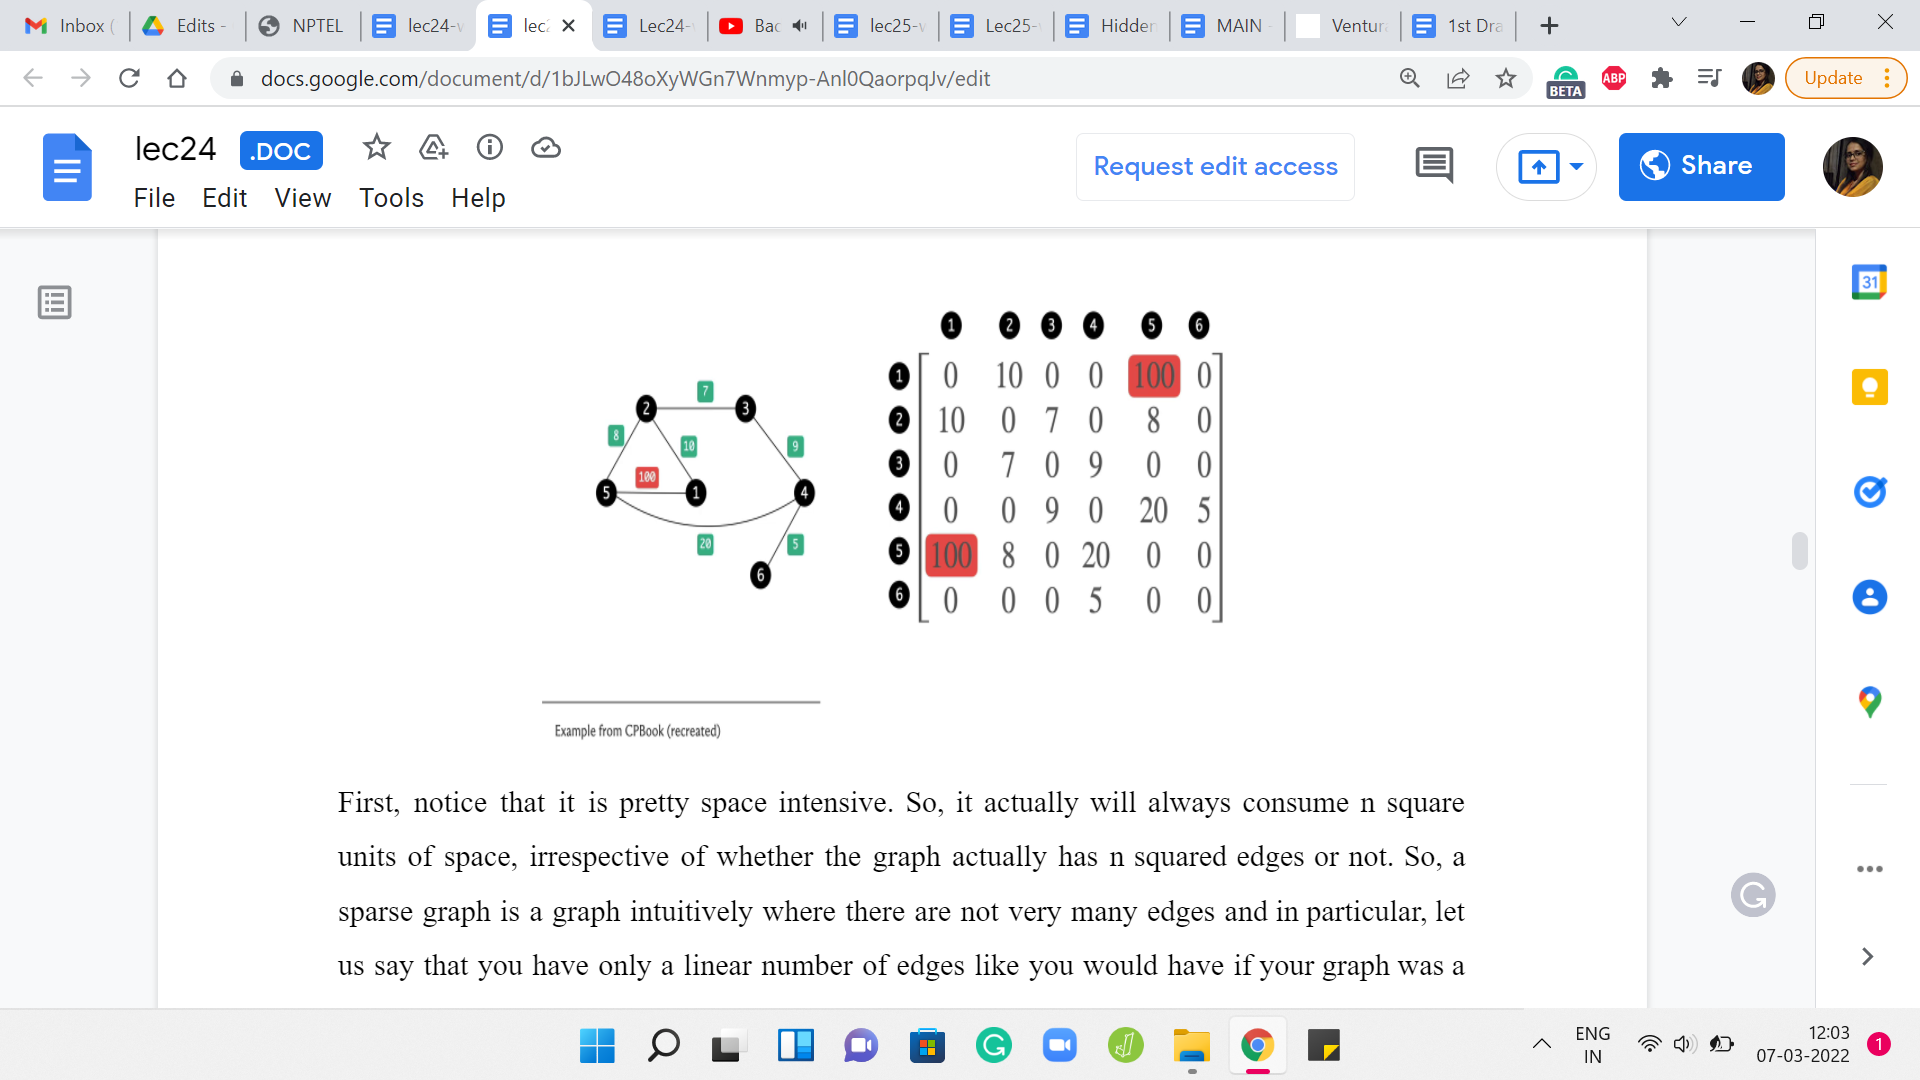 Inbox (
Edits -
NPTEL
lec24-v
lec
Lec24-
Bac
lec25-v
Lec25-
Hidden
MAIN
Ventur
1st Dra
docs.google.com/document/d/1bJLwO48oXyWGn7Wnmyp-Anl0QaorpqJv/edit
BETA
ABP
Update
lec24
.DOC
Request edit access
Share
File Edit View Tools Help
31
1 2 3 4 5 6
1 0 10 0 0 100 0
2 10 0 7 0 8 0
3 0 7 0 9 0 0
4 0 0 9 0 20 5
5 100 8 0 20 0 0
6 0 0 0 5 0 0
7
2 3
8 10 9
100
5 1 4
20 5
6
Example from CPBook (recreated)
First, notice that it is pretty space intensive. So, it actually will always consume n square
units of space, irrespective of whether the graph actually has n squared edges or not. So, a
sparse graph is a graph intuitively where there are not very many edges and in particular, let
us say that you have only a linear number of edges like you would have if your graph was a
ENG
IN
12:03
07-03-2022
1